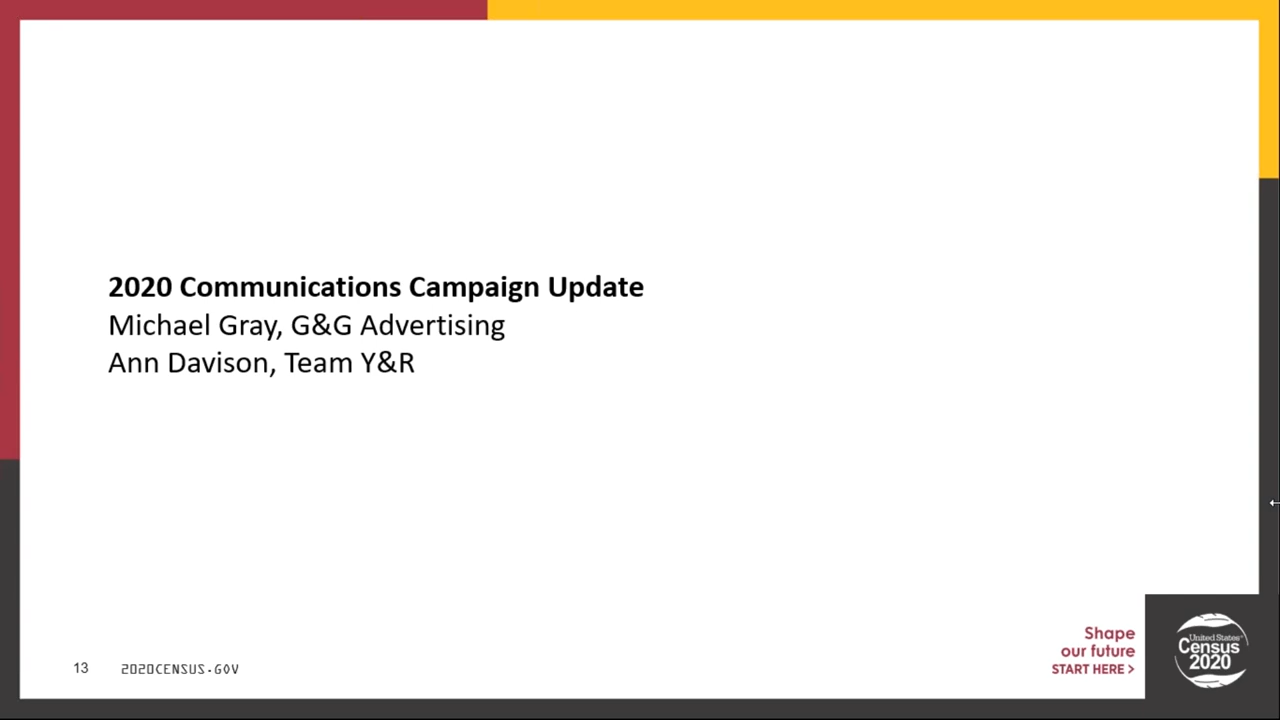 2020 Communications Campaign Update
Michael Gray, G&G Advertising
Ann Davison, Team Y&R
Shape
our future
START HERE >
13 2020CENSUS.GOV
United States™
Census
2020